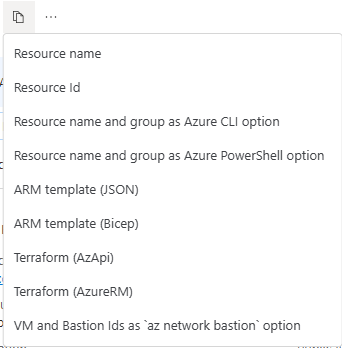 Resource name
Resource Id
Resource name and group as Azure CLI option
Resource name and group as Azure PowerShell option
ARM template (JSON)
ARM template (Bicep)
Terraform (AzApi)
Terraform (AzureRM)
VM and Bastion Ids as `az network bastion` option